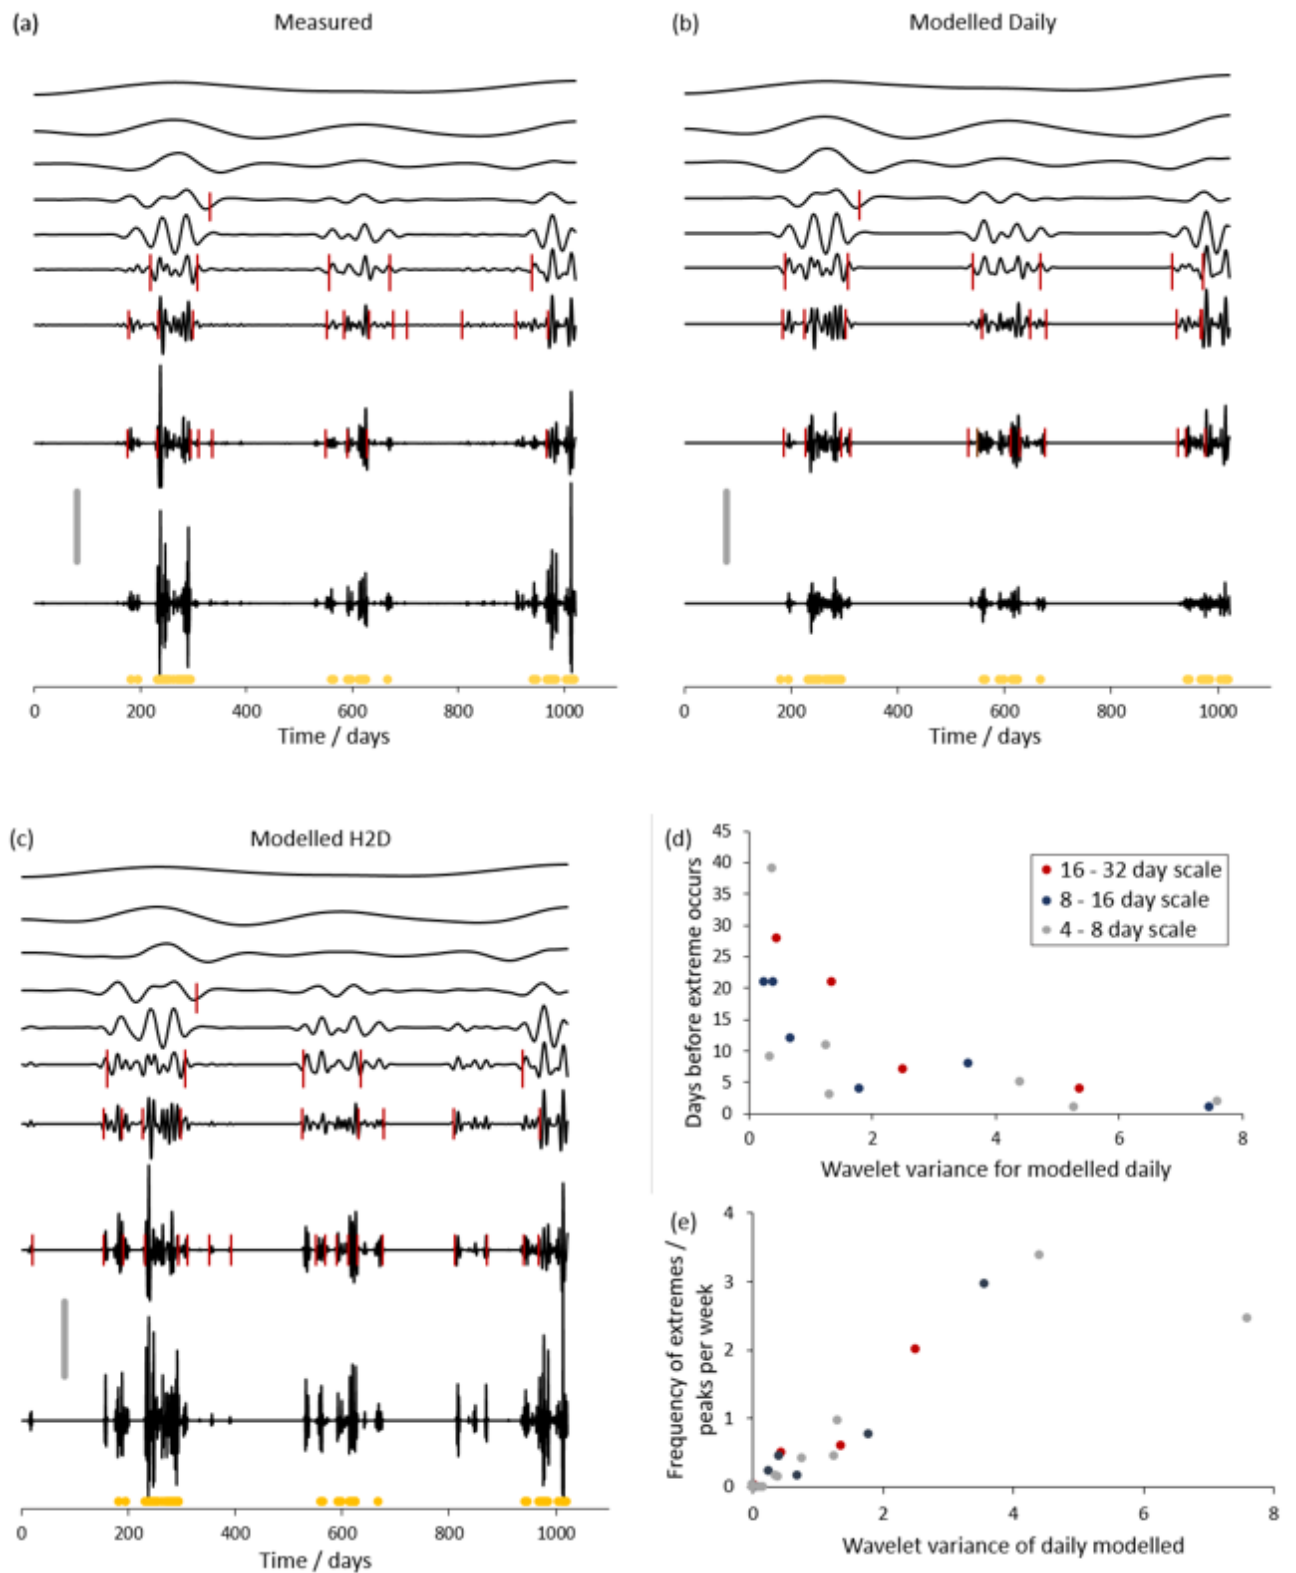 (a)
Measured
0
200
400
600
800
1000
Time / days
(b)
Modelled Daily
0
200
400
600
800
1000
Time / days
(c)
Modelled H2D
0
200
400
600
800
1000
Time / days
(d)
Days before extreme occurs
45
40
35
30
25
20
15
10
5
0
16 - 32 day scale
8 - 16 day scale
4 - 8 day scale
0
2
4
6
8
Wavelet variance for modelled daily
(e)
Frequency of extremes /
peaks per week
4
3
2
1
0
0
2
4
6
8
Wavelet variance of daily modelled